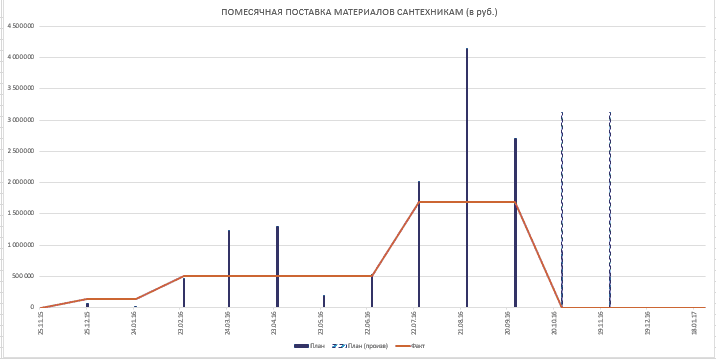 ПОМЕСЯЧНАЯ ПОСТАВКА МАТЕРИАЛОВ САНТЕХНИКАМ (в руб.)
4 500 000
4 000 000
3 500 000
3 000 000
2 500 000
2 000 000
1 500 000
1 000 000
500 000
0
25.11.15
25.12.15
24.01.16
23.02.16
24.03.16
23.04.16
23.05.16
22.06.16
22.07.16
21.08.16
20.09.16
20.10.16
19.11.16
19.12.16
18.01.17
План План (произв) Факт